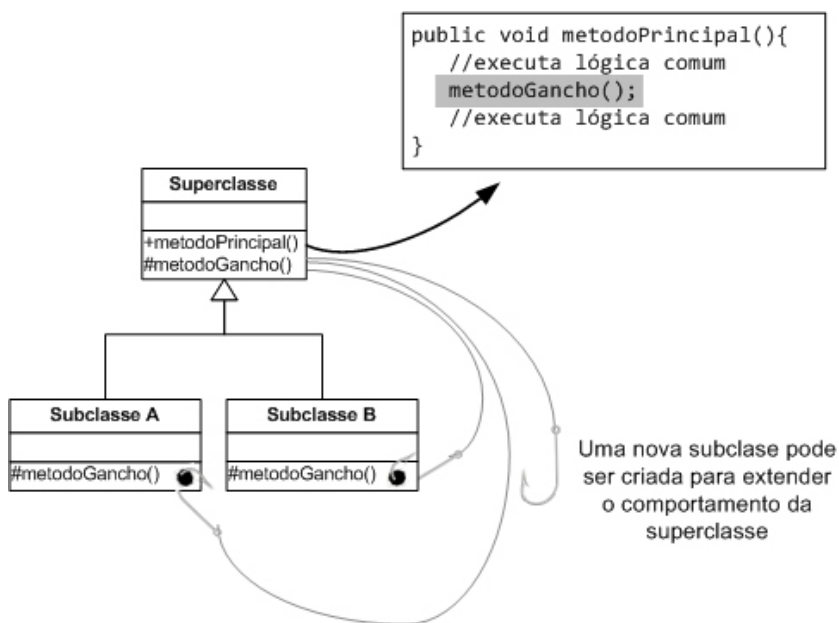 public void metodoPrincipal(){
//executa lógica comum
metodoGancho();
//executa lógica comum
}
Superclasse
+metodoPrincipal()
#metodoGancho()
Subclasse A
#metodoGancho()
Subclasse B
#metodoGancho()
Uma nova subclase pode
ser criada para extender
o comportamento da
superclasse